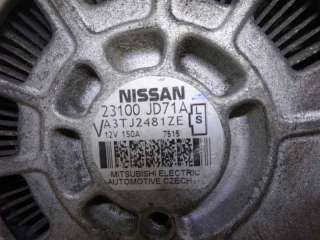 NISSAN
23100 JD71A
V A3TJ2481ZE
L
S
12V 150A 7515
MITSUBISHI ELECTRIC
AUTOMOTIVE CZECH